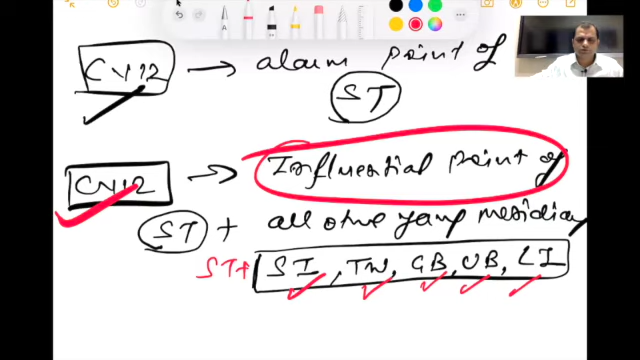 CV12 → alarm point of
ST
CV12 → Influential point of
ST + all other yang meridian
ST+ SI, TW, GB, UB, LI